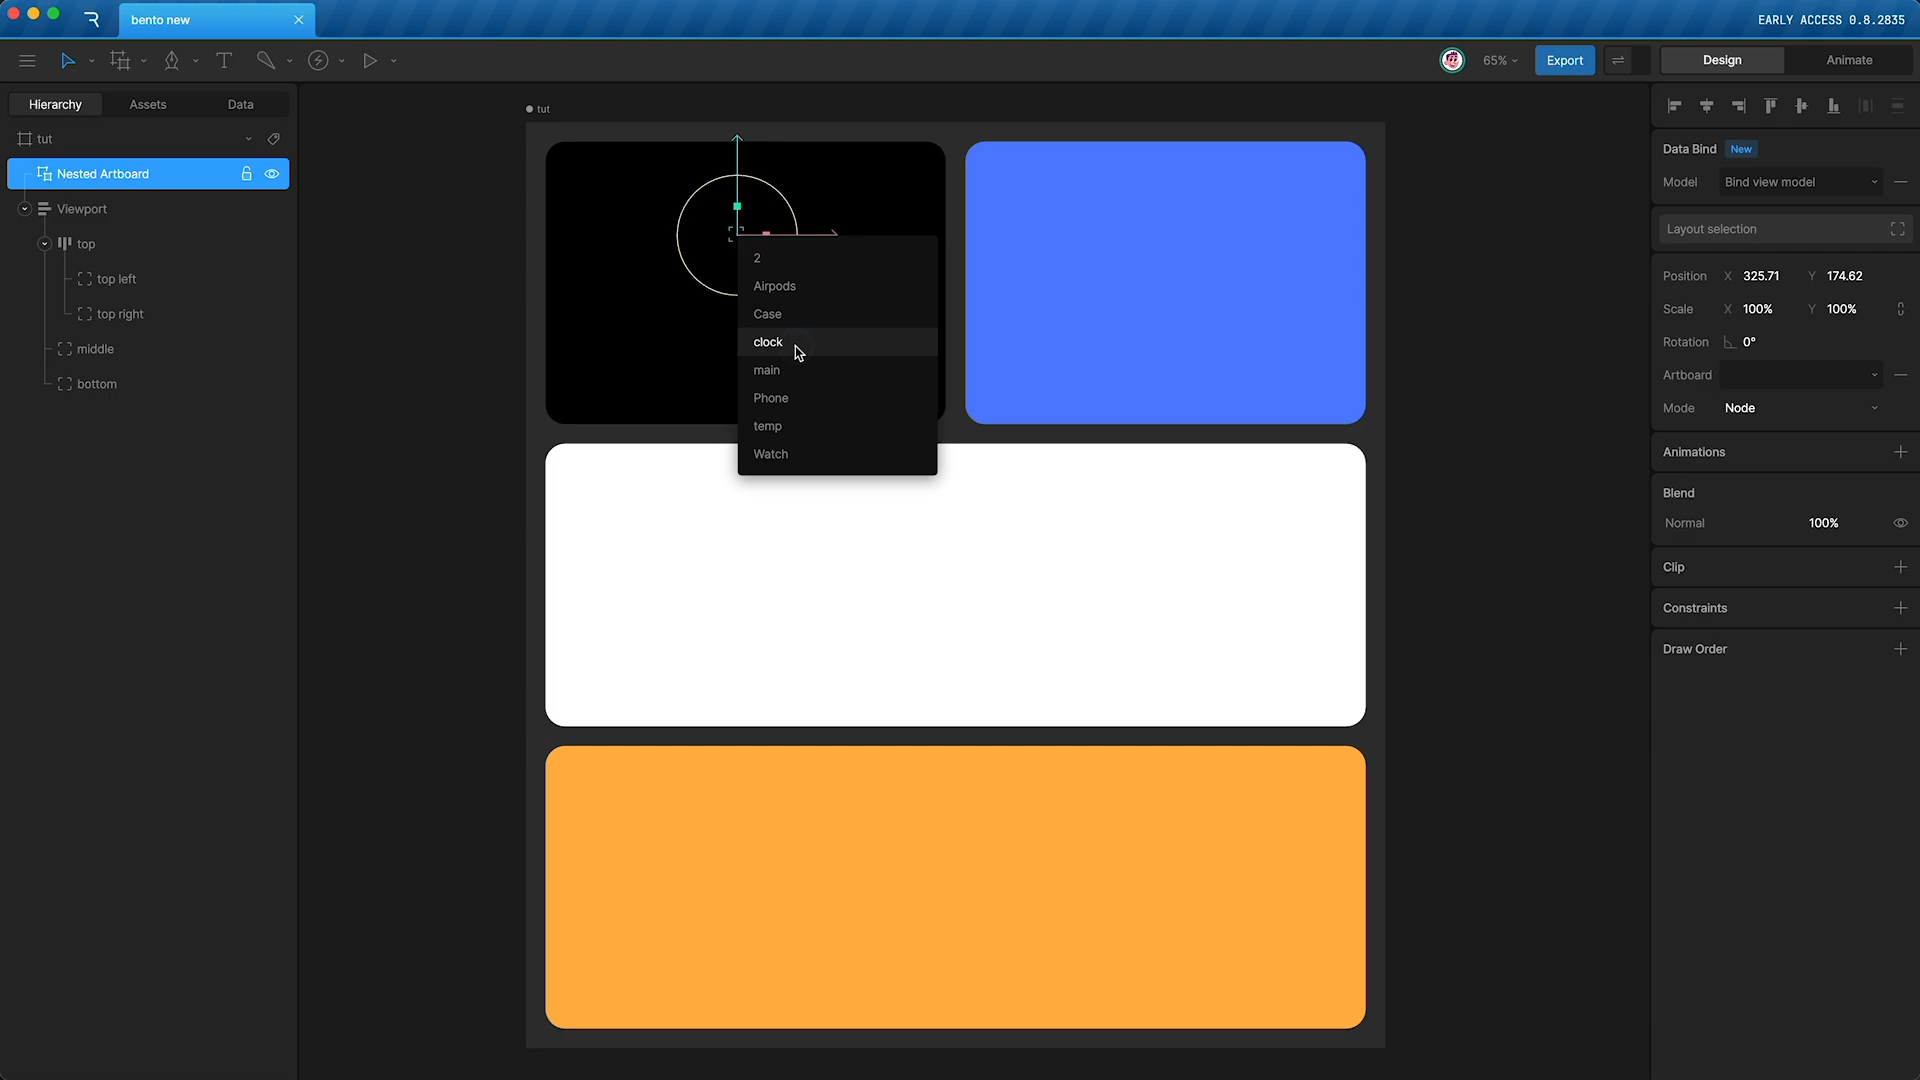 bento new
EARLY ACCESS 0.8.2835
65%
Export
Design
Animate
Hierarchy
Assets
Data
tut
Nested Artboard
Viewport
top
top left
top right
middle
bottom
tut
2
Airpods
Case
clock
main
Phone
temp
Watch
Data Bind New
Model Bind view model
Layout selection
Position X 325.71 Y 174.62
Scale X 100% Y 100%
Rotation 0°
Artboard
Mode Node
Animations
Blend
Normal 100%
Clip
Constraints
Draw Order